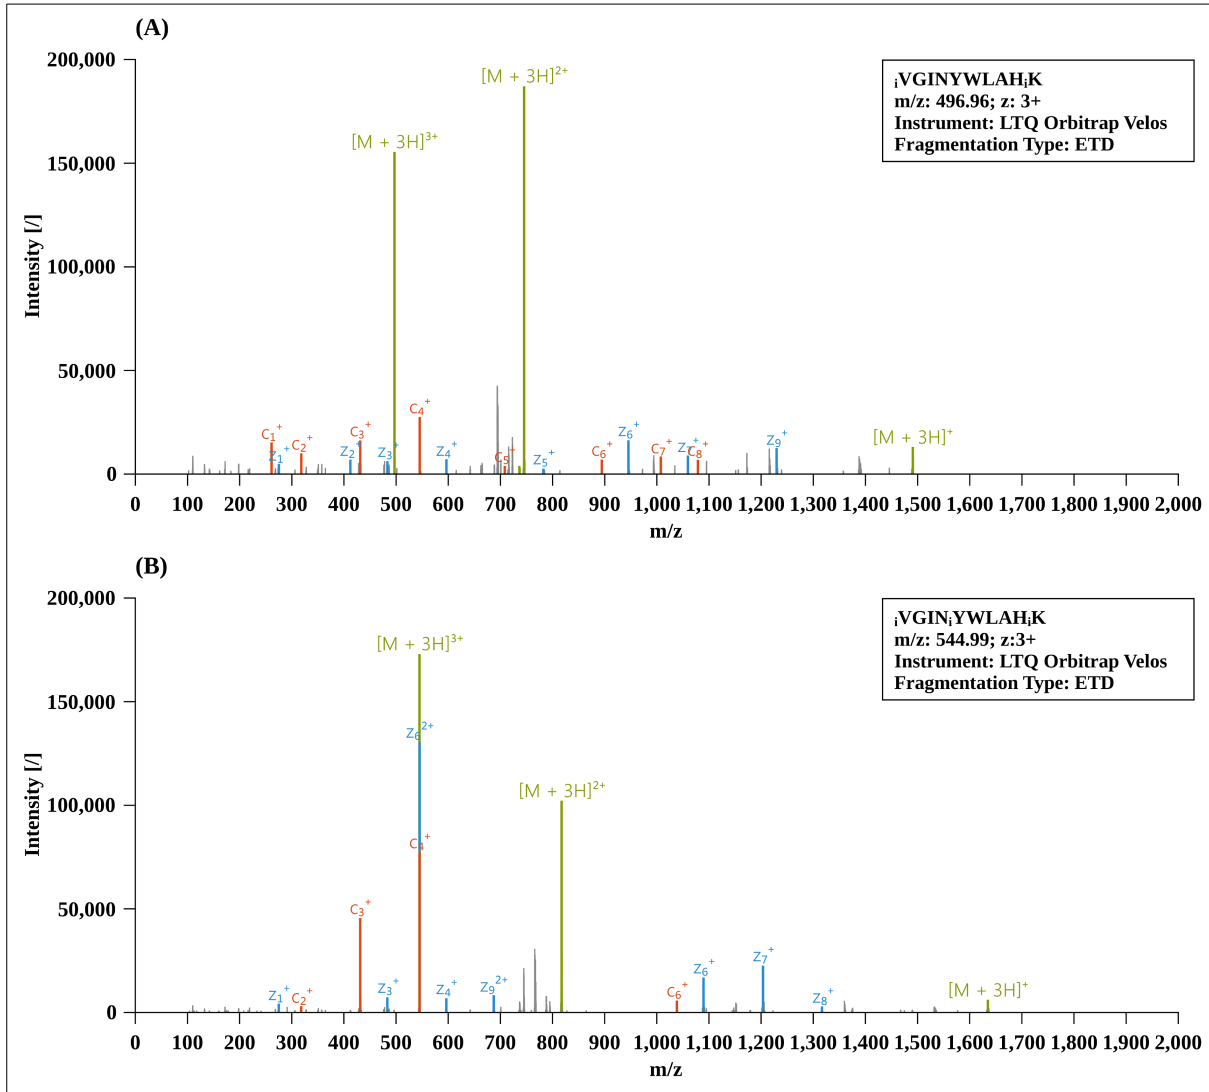 (A)
200,000
150,000
100,000
50,000
0
Intensity [/]
[M + 3H]³⁺
[M + 3H]²⁺
[M + 3H]⁺
C₁⁺
Z₁⁺
C₂⁺
Z₂⁺
C₃⁺
Z₃⁺
C₄⁺
Z₄⁺
C₅⁺
Z₅⁺
C₆⁺
Z₆⁺
C₇⁺
Z₇⁺
C₈⁺
Z₉⁺
ᵢVGINYWLAHᵢK
m/z: 496.96; z: 3+
Instrument: LTQ Orbitrap Velos
Fragmentation Type: ETD
0 100 200 300 400 500 600 700 800 900 1,000 1,100 1,200 1,300 1,400 1,500 1,600 1,700 1,800 1,900 2,000
m/z
(B)
200,000
150,000
100,000
50,000
0
Intensity [/]
[M + 3H]³⁺
Z₆²⁺
[M + 3H]²⁺
C₄⁺
C₃⁺
Z₁⁺
C₂⁺
Z₃⁺
Z₄⁺
Z₉²⁺
C₆⁺
Z₆⁺
Z₇⁺
Z₈⁺
[M + 3H]⁺
ᵢVGINᵢYWLAHᵢK
m/z: 544.99; z:3+
Instrument: LTQ Orbitrap Velos
Fragmentation Type: ETD
0 100 200 300 400 500 600 700 800 900 1,000 1,100 1,200 1,300 1,400 1,500 1,600 1,700 1,800 1,900 2,000
m/z